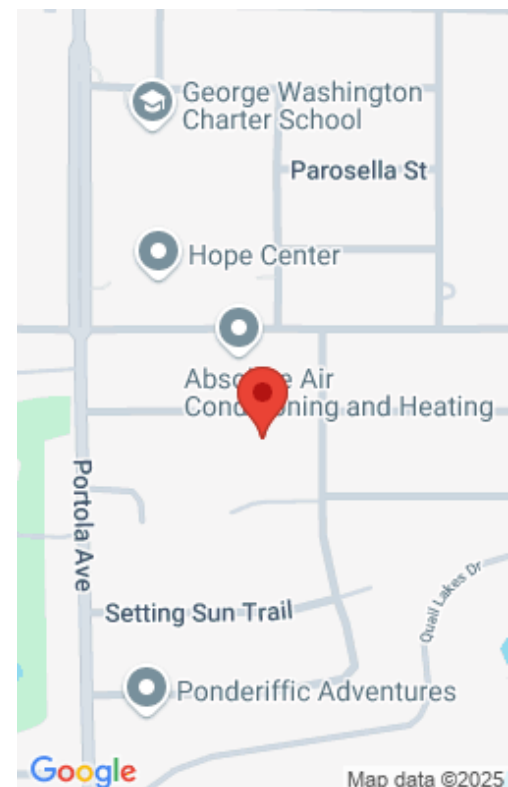 George Washington
Charter School
Parosella St
Hope Center
Air
Conditioning and Heating
Portola Ave
Quail Lakes Dr
Setting Sun Trail
Ponderiffic Adventures
Google
Map data ©2025